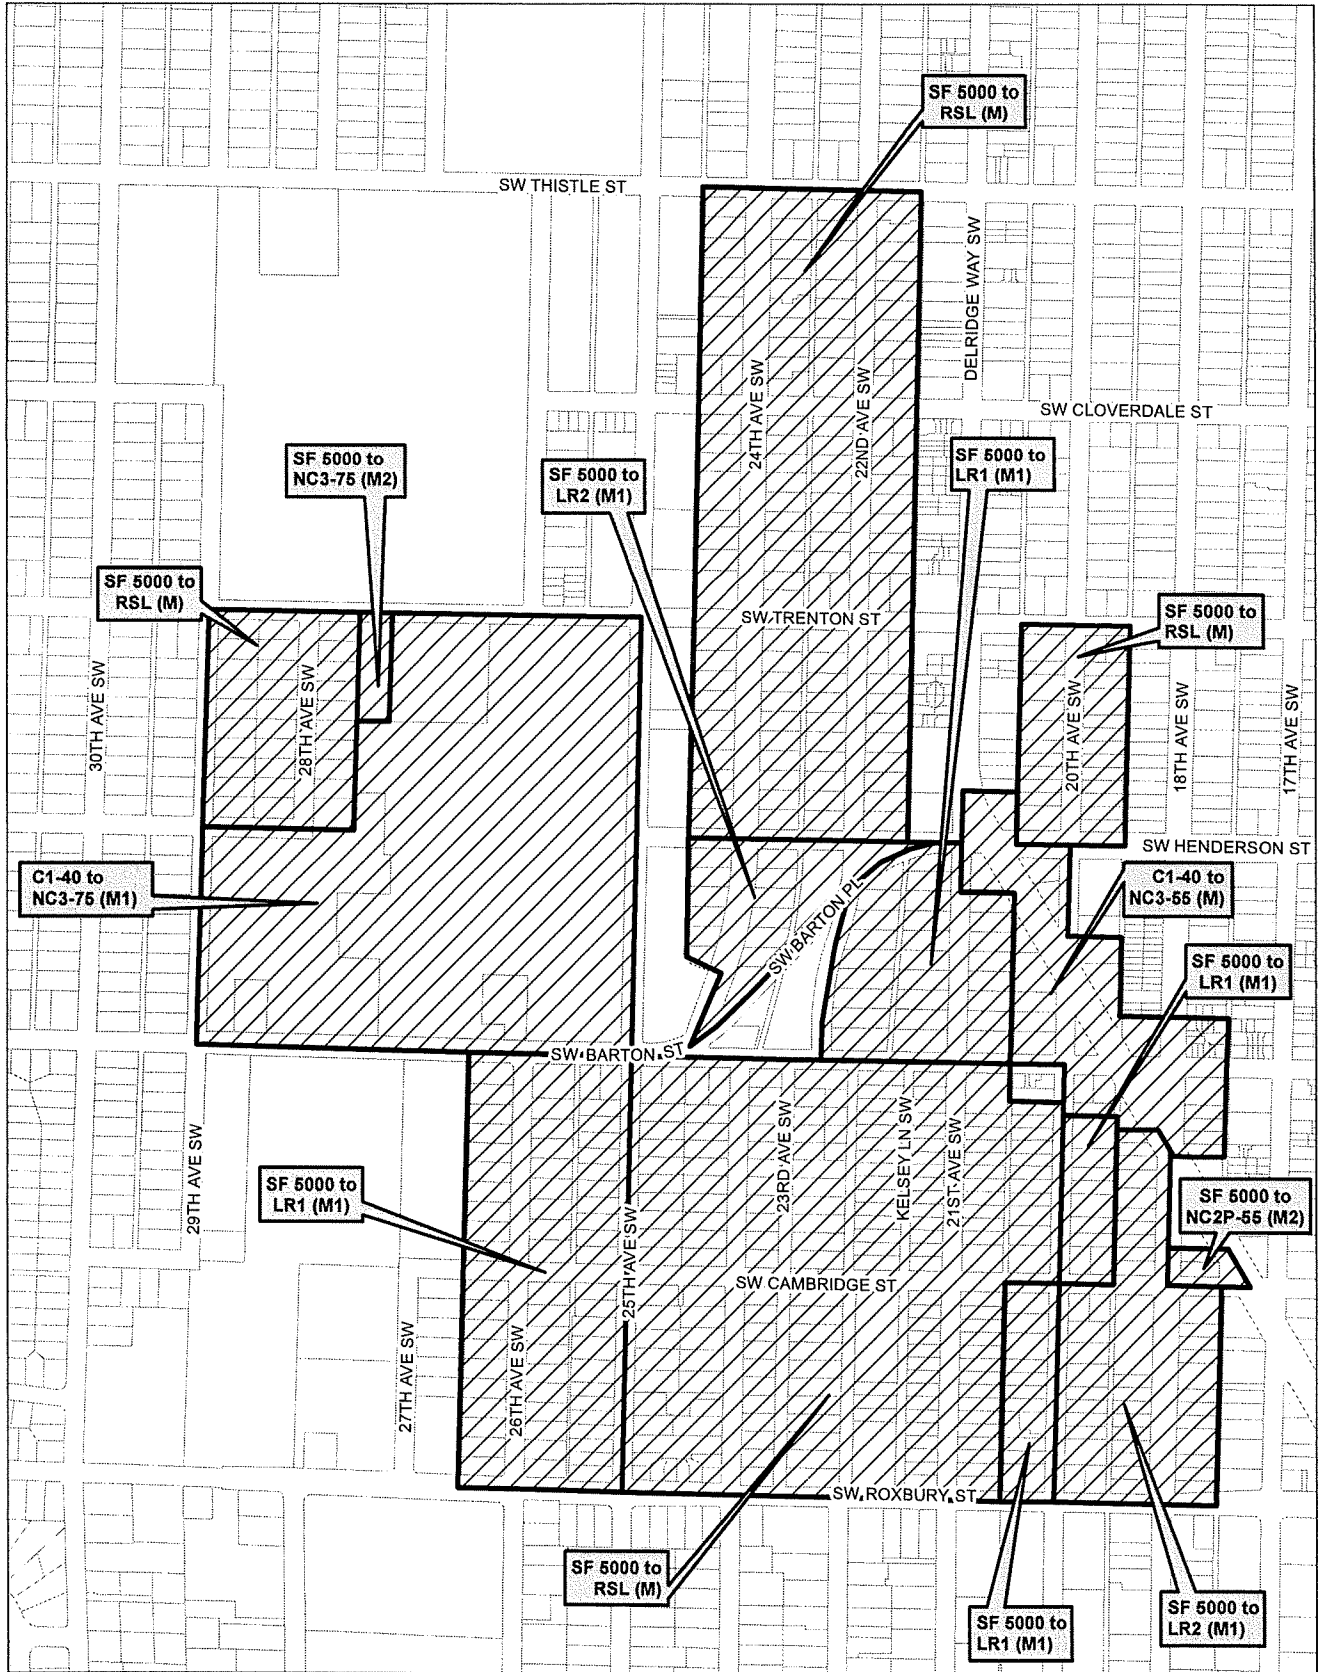 SF 5000 to
RSL (M)
SW THISTLE ST
DELRIDGE WAY SW
24TH AVE SW
22ND AVE SW
SW CLOVERDALE ST
SF 5000 to
NC3-75 (M2)
SF 5000 to
LR2 (M1)
SF 5000 to
LR1 (M1)
SF 5000 to
RSL (M)
SW TRENTON ST
SF 5000 to
RSL (M)
30TH AVE SW
28TH AVE SW
20TH AVE SW
18TH AVE SW
17TH AVE SW
SW HENDERSON ST
C1-40 to
NC3-75 (M1)
SW BARTON PL
C1-40 to
NC3-55 (M)
SF 5000 to
LR1 (M1)
SW BARTON ST
29TH AVE SW
23RD AVE SW
KELSEY LN SW
21ST AVE SW
SF 5000 to
LR1 (M1)
SF 5000 to
NC2P-55 (M2)
25TH AVE SW
SW CAMBRIDGE ST
27TH AVE SW
26TH AVE SW
SW ROXBURY ST
SF 5000 to
RSL (M)
SF 5000 to
LR1 (M1)
SF 5000 to
LR2 (M1)